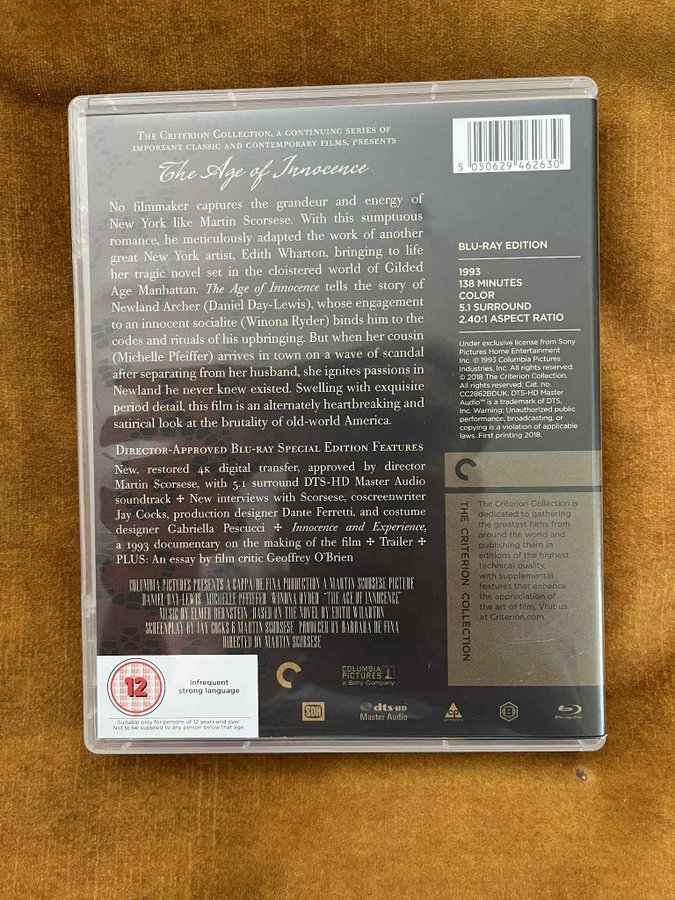 THE CRITERION COLLECTION, A CONTINUING SERIES OF
IMPORTANT CLASSIC AND CONTEMPORARY FILMS, PRESENTS
The Age of Innocence
No filmmaker captures the grandeur and energy of
New York like Martin Scorsese. With this sumptuous
romance, he meticulously adapted the work of another
great New York artist, Edith Wharton, bringing to life
her tragic novel set in the cloistered world of Gilded
Age Manhattan. The Age of Innocence tells the story of
Newland Archer (Daniel Day-Lewis), whose engagement
to an innocent socialite (Winona Ryder) binds him to the
codes and rituals of his upbringing. But when her cousin
(Michelle Pfeiffer) arrives in town on a wave of scandal
after separating from her husband, she ignites passions in
Newland he never knew existed. Swelling with exquisite
period detail, this film is an alternately heartbreaking and
satirical look at the brutality of old-world America.
DIRECTOR-APPROVED BLU-RAY SPECIAL EDITION FEATURES
New, restored 4K digital transfer, approved by director
Martin Scorsese, with 5.1 surround DTS-HD Master Audio
soundtrack ✣ New interviews with Scorsese, coscreenwriter
Jay Cocks, production designer Dante Ferretti, and costume
designer Gabriella Pescucci ✣ Innocence and Experience,
a 1993 documentary on the making of the film ✣ Trailer ✣
PLUS: An essay by film critic Geoffrey O'Brien
COLUMBIA PICTURES PRESENTS A CAPPA/DE FINA PRODUCTION A MARTIN SCORSESE PICTURE
DANIEL DAY-LEWIS MICHELLE PFEIFFER WINONA RYDER "THE AGE OF INNOCENCE"
MUSIC BY ELMER BERNSTEIN BASED ON THE NOVEL BY EDITH WHARTON
SCREENPLAY BY JAY COCKS & MARTIN SCORSESE PRODUCED BY BARBARA DE FINA
DIRECTED BY MARTIN SCORSESE
12
Infrequent
strong language
Suitable only for persons of 12 years and over.
Not to be supplied to any person below that age.
COLUMBIA
PICTURES
a Sony Company
SDH
dts-HD
Master Audio
B
Blu-ray Disc
5 050629 462630
BLU-RAY EDITION
1993
138 MINUTES
COLOR
5.1 SURROUND
2.40:1 ASPECT RATIO
Under exclusive license from Sony
Pictures Home Entertainment
Inc. © 1993 Columbia Pictures
Industries, Inc. All rights reserved.
© 2018 The Criterion Collection.
All rights reserved. Cat. no.
CC2862BDUK. DTS-HD Master
Audio™ is a trademark of DTS,
Inc. Warning: Unauthorized public
performance, broadcasting, or
copying is a violation of applicable
laws. First printing 2018.
THE CRITERION COLLECTION
The Criterion Collection is
dedicated to gathering
the greatest films from
around the world and
publishing them in
editions of the highest
technical quality,
with supplemental
features that enhance
the appreciation of
the art of film. Visit us
at Criterion.com.